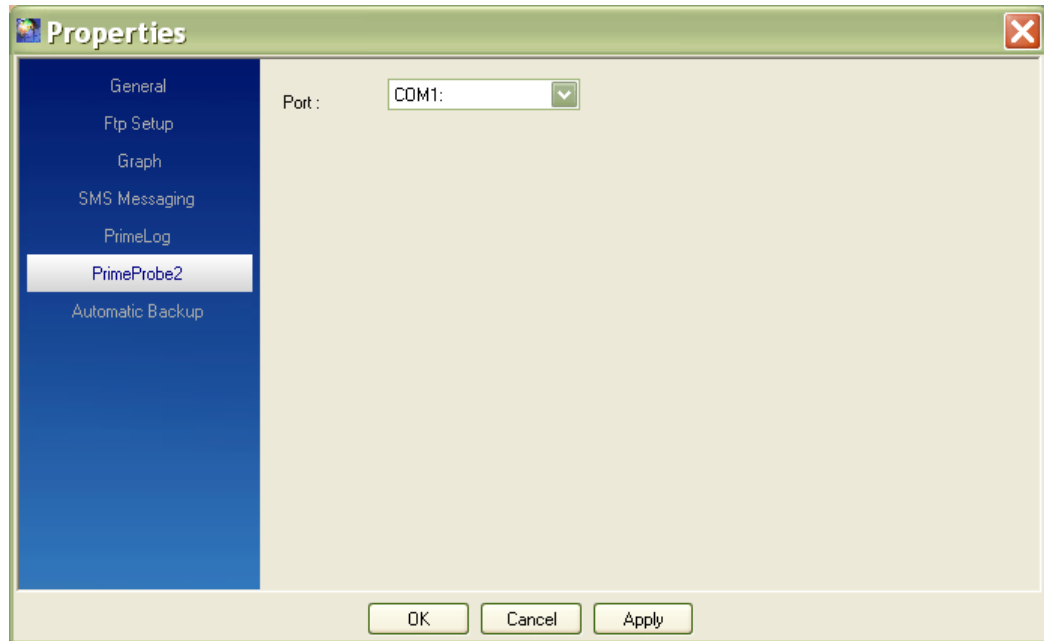 Properties
General
Ftp Setup
Graph
SMS Messaging
PrimeLog
PrimeProbe2
Automatic Backup
Port :
COM1:
OK
Cancel
Apply